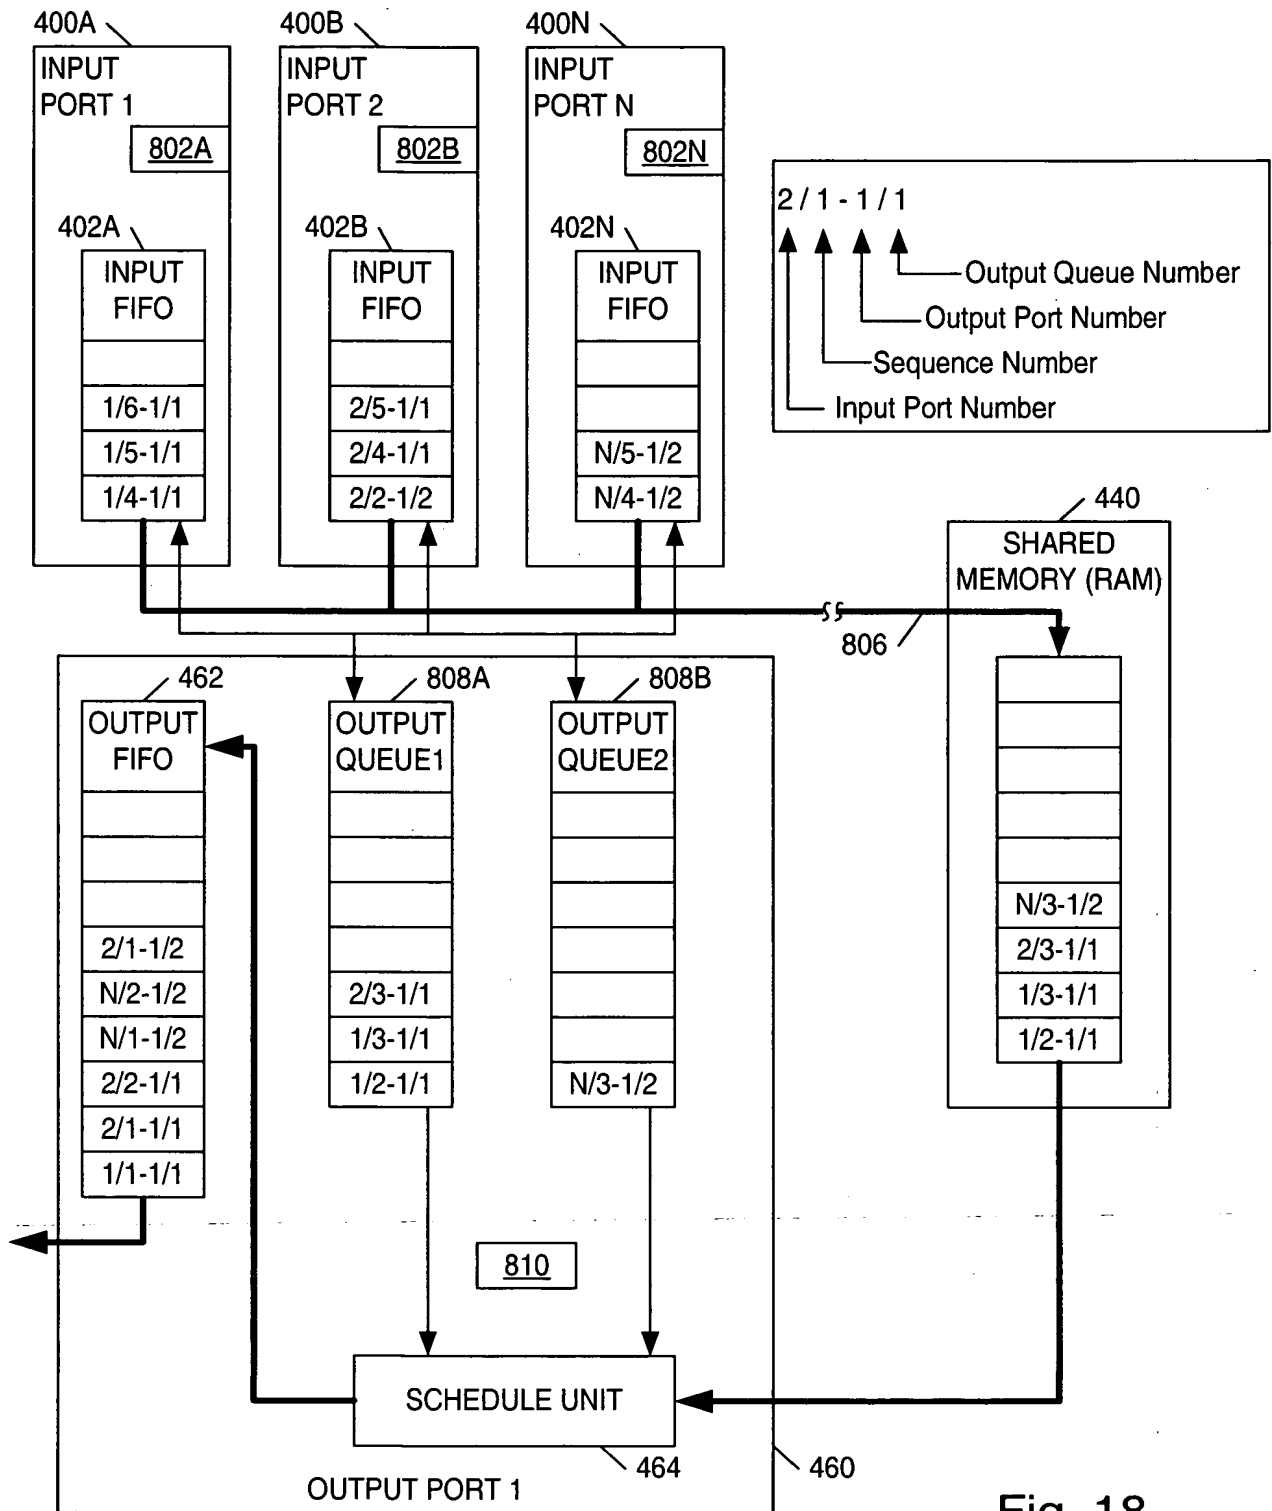 400A
400B
400N
INPUT
PORT 1
INPUT
PORT 2
INPUT
PORT N
802A
802B
802N
402A
402B
402N
INPUT
FIFO
1/6-1/1
1/5-1/1
1/4-1/1
INPUT
FIFO
2/5-1/1
2/4-1/1
2/2-1/2
INPUT
FIFO
N/5-1/2
N/4-1/2
2 / 1 - 1 / 1
Output Queue Number
Output Port Number
Sequence Number
Input Port Number
440
SHARED
MEMORY (RAM)
806
N/3-1/2
2/3-1/1
1/3-1/1
1/2-1/1
462
808A
808B
OUTPUT
FIFO
2/1-1/2
N/2-1/2
N/1-1/2
2/2-1/1
2/1-1/1
1/1-1/1
OUTPUT
QUEUE1
2/3-1/1
1/3-1/1
1/2-1/1
OUTPUT
QUEUE2
N/3-1/2
810
SCHEDULE UNIT
464
460
OUTPUT PORT 1
Fig. 18